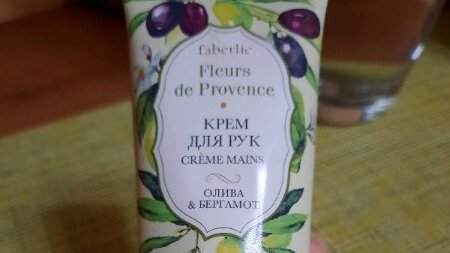 faberlic
Fleurs
de Provence
КРЕМ
ДЛЯ РУК
CRÈME MAINS
ОЛИВА
& БЕРГАМОТ